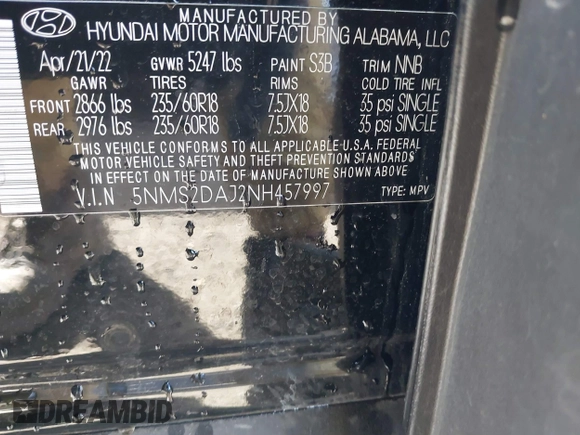 MANUFACTURED BY
HYUNDAI MOTOR MANUFACTURING ALABAMA, LLC
Apr/21/22 GVWR 5247 lbs PAINT S3B TRIM NNB
GAWR TIRES RIMS COLD TIRE INFL
FRONT 2866 lbs 235/60R18 7.5JX18 35 psi SINGLE
REAR 2976 lbs 235/60R18 7.5JX18 35 psi SINGLE
THIS VEHICLE CONFORMS TO ALL APPLICABLE-U.S.A. FEDERAL
MOTOR VEHICLE SAFETY AND THEFT PREVENTION STANDARDS
IN EFFECT ON THE DATE OF MANUFACTURE SHOWN ABOVE.
V.I.N 5NMS2DAJ2NH457997 TYPE: MPV
DREAMBID